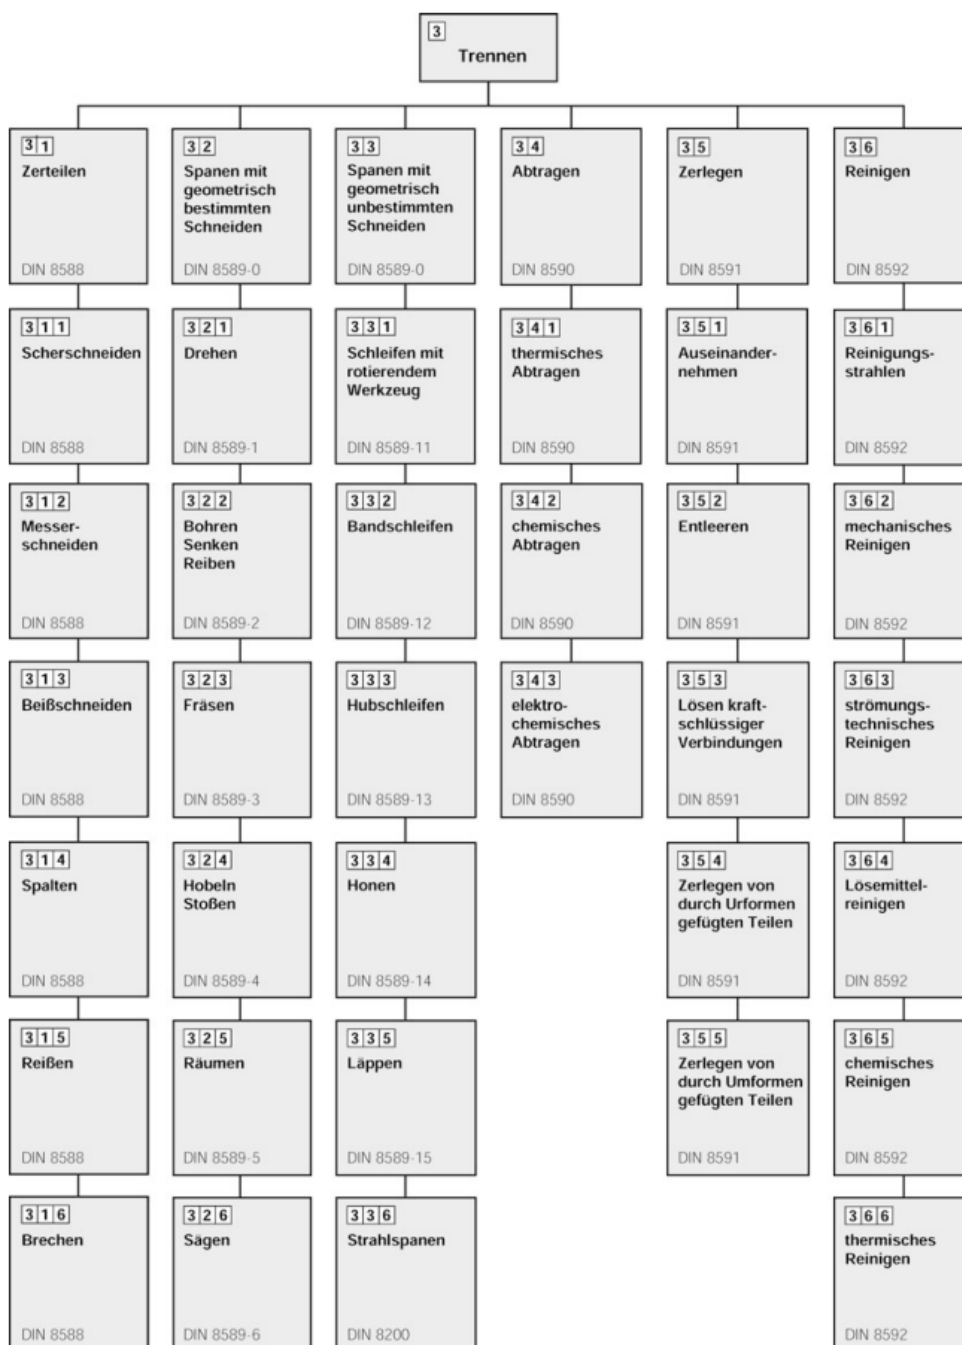 3
Trennen
3 1
Zerteilen
DIN 8588
3 2
Spanen mit
geometrisch
bestimmten
Schneiden
DIN 8589-0
3 3
Spanen mit
geometrisch
unbestimmten
Schneiden
DIN 8589-0
3 4
Abtragen
DIN 8590
3 5
Zerlegen
DIN 8591
3 6
Reinigen
DIN 8592
3 1 1
Scherschneiden
DIN 8588
3 2 1
Drehen
DIN 8589-1
3 3 1
Schleifen mit
rotierendem
Werkzeug
DIN 8589-11
3 4 1
thermisches
Abtragen
DIN 8590
3 5 1
Auseinander-
nehmen
DIN 8591
3 6 1
Reinigungs-
strahlen
DIN 8592
3 1 2
Messer-
schneiden
DIN 8588
3 2 2
Bohren
Senken
Reiben
DIN 8589-2
3 3 2
Bandschleifen
DIN 8589-12
3 4 2
chemisches
Abtragen
DIN 8590
3 5 2
Entleeren
DIN 8591
3 6 2
mechanisches
Reinigen
DIN 8592
3 1 3
Beißschneiden
DIN 8588
3 2 3
Fräsen
DIN 8589-3
3 3 3
Hubschleifen
DIN 8589-13
3 4 3
elektro-
chemisches
Abtragen
DIN 8590
3 5 3
Lösen kraft-
schlüssiger
Verbindungen
DIN 8591
3 6 3
strömungs-
technisches
Reinigen
DIN 8592
3 1 4
Spalten
DIN 8588
3 2 4
Hobeln
Stoßen
DIN 8589-4
3 3 4
Honen
DIN 8589-14
3 5 4
Zerlegen von
durch Urformen
gefügten Teilen
DIN 8591
3 6 4
Lösemittel-
reinigen
DIN 8592
3 1 5
Reißen
DIN 8588
3 2 5
Räumen
DIN 8589-5
3 3 5
Läppen
DIN 8589-15
3 5 5
Zerlegen von
durch Umformen
gefügten Teilen
DIN 8591
3 6 5
chemisches
Reinigen
DIN 8592
3 1 6
Brechen
DIN 8588
3 2 6
Sägen
DIN 8589-6
3 3 6
Strahlspanen
DIN 8200
3 6 6
thermisches
Reinigen
DIN 8592